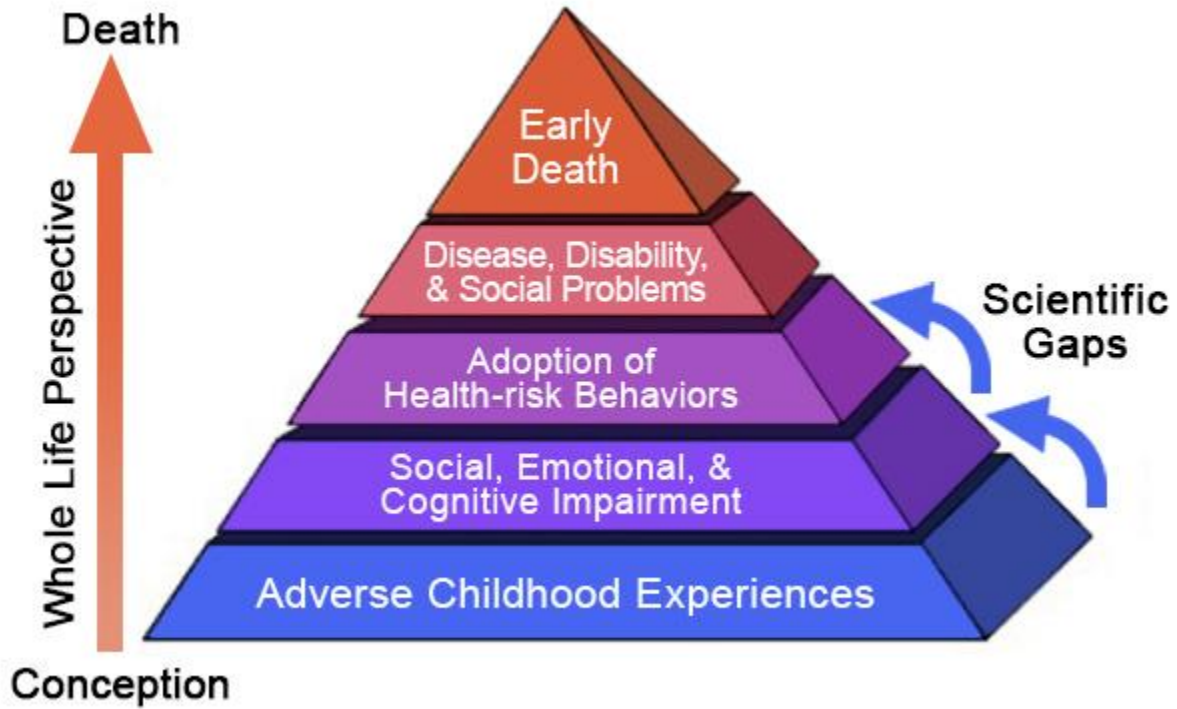 Death
Whole Life Perspective
Conception
Early
Death
Disease, Disability,
& Social Problems
Adoption of
Health-risk Behaviors
Social, Emotional, &
Cognitive Impairment
Adverse Childhood Experiences
Scientific
Gaps